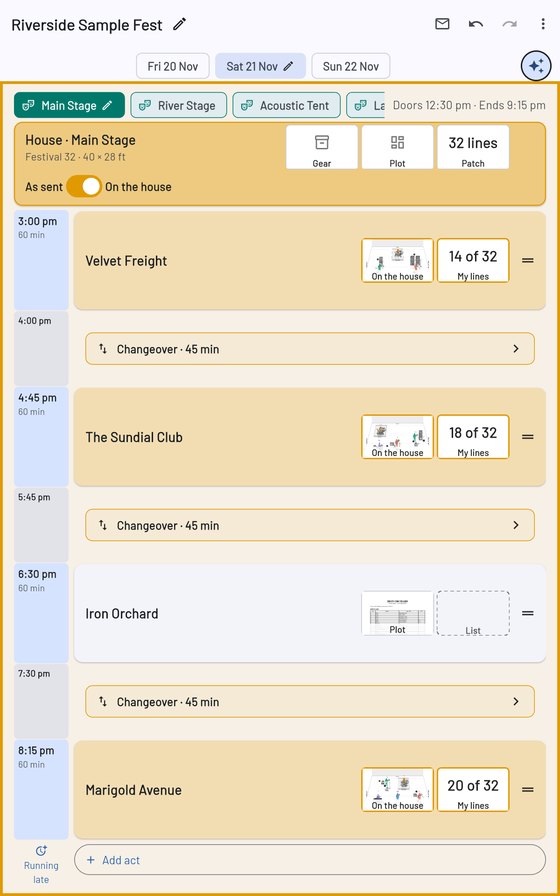 Riverside Sample Fest
Fri 20 Nov
Sat 21 Nov
Sun 22 Nov
Main Stage
River Stage
Acoustic Tent
La
Doors 12:30 pm · Ends 9:15 pm
House · Main Stage
Festival 32 · 40 × 28 ft
Gear
Plot
32 lines
Patch
As sent
On the house
3:00 pm
60 min
Velvet Freight
On the house
14 of 32
My lines
4:00 pm
Changeover · 45 min
4:45 pm
60 min
The Sundial Club
On the house
18 of 32
My lines
5:45 pm
Changeover · 45 min
6:30 pm
60 min
Iron Orchard
Plot
List
7:30 pm
Changeover · 45 min
8:15 pm
60 min
Marigold Avenue
On the house
20 of 32
My lines
Running
late
+ Add act